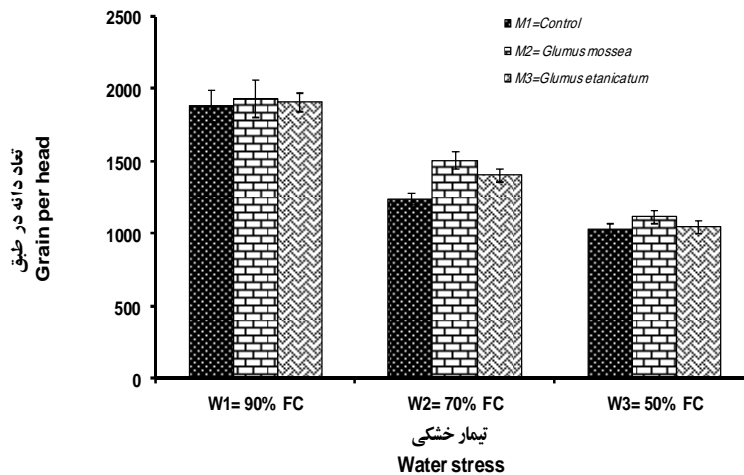 2500
2000
1500
1000
500
0
M1=Control
M2= Glumus mossea
M3=Glumus etanicatum
تعاد دانه در طبق
Grain per head
W1= 90% FC
W2= 70% FC
W3= 50% FC
تیمار خشکی
Water stress